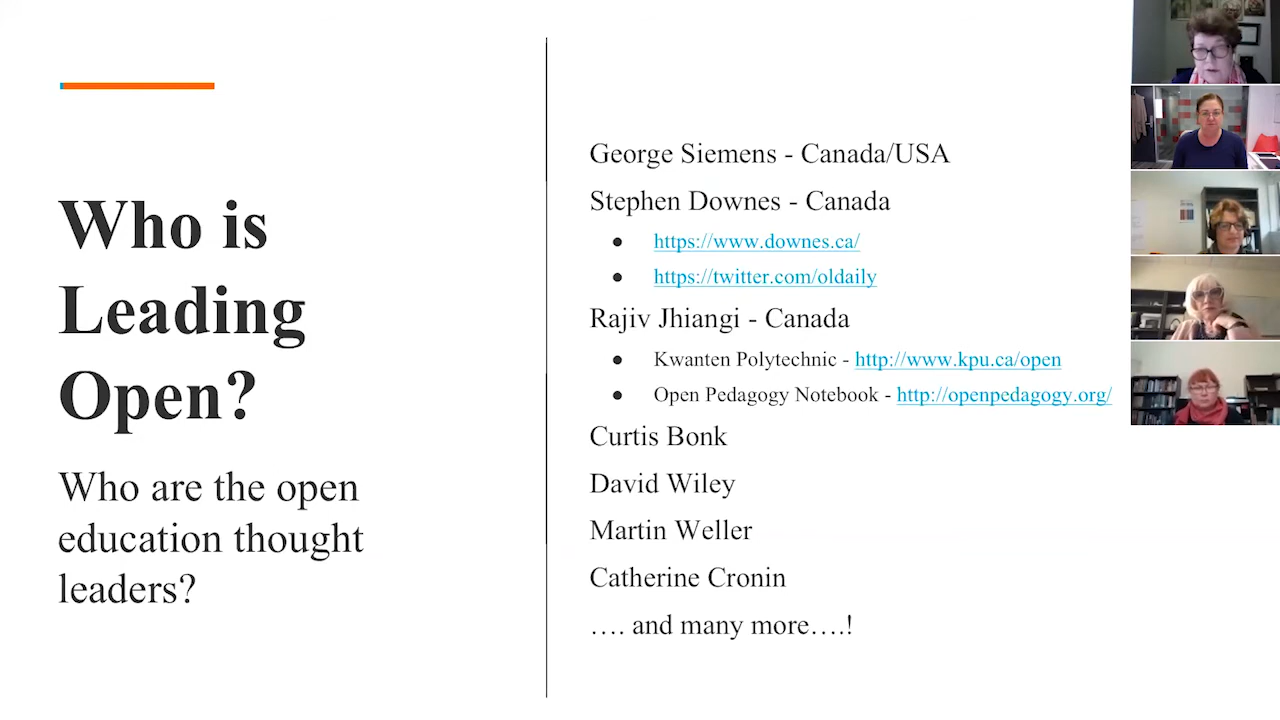 Who is
Leading
Open?
Who are the open
education thought
leaders?
George Siemens - Canada/USA
Stephen Downes - Canada
● https://www.downes.ca/
● https://twitter.com/oldaily
Rajiv Jhiangi - Canada
● Kwanten Polytechnic - http://www.kpu.ca/open
● Open Pedagogy Notebook - http://openpedagogy.org/
Curtis Bonk
David Wiley
Martin Weller
Catherine Cronin
…. and many more….!